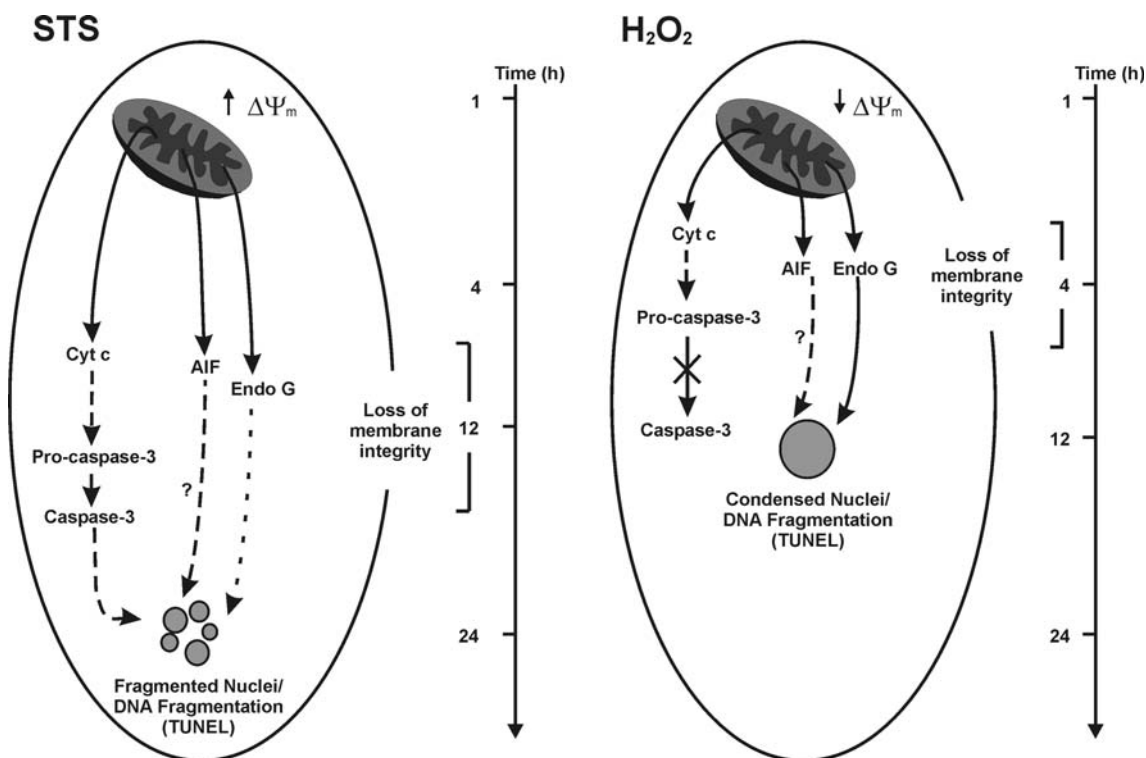 STS
Time (h)
↑ ΔΨm
1
4
Cyt c
AIF
Endo G
Loss of
membrane
integrity
12
Pro-caspase-3
?
Caspase-3
24
Fragmented Nuclei/
DNA Fragmentation
(TUNEL)
H₂O₂
Time (h)
↓ ΔΨm
1
Cyt c
AIF
Endo G
Loss of
membrane
integrity
4
Pro-caspase-3
?
Caspase-3
12
Condensed Nuclei/
DNA Fragmentation
(TUNEL)
24